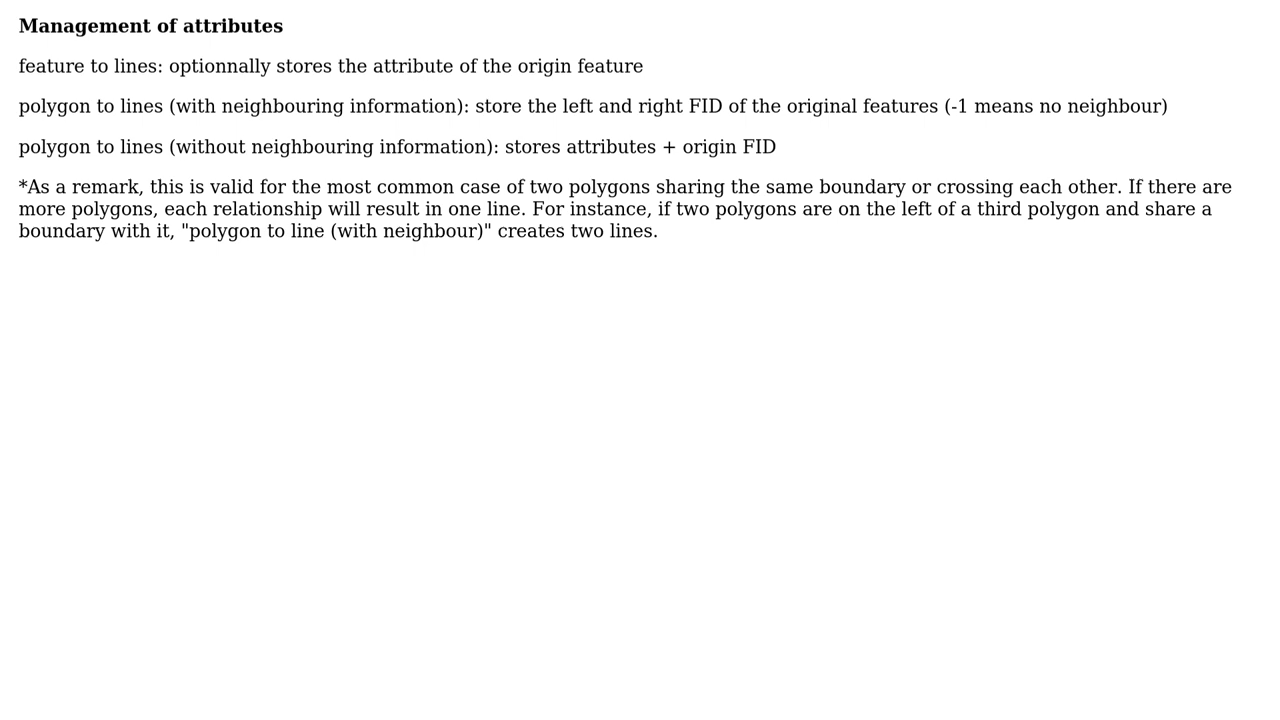 Management of attributes
feature to lines: optionnally stores the attribute of the origin feature
polygon to lines (with neighbouring information): store the left and right FID of the original features (-1 means no neighbour)
polygon to lines (without neighbouring information): stores attributes + origin FID
*As a remark, this is valid for the most common case of two polygons sharing the same boundary or crossing each other. If there are
more polygons, each relationship will result in one line. For instance, if two polygons are on the left of a third polygon and share a
boundary with it, "polygon to line (with neighbour)" creates two lines.